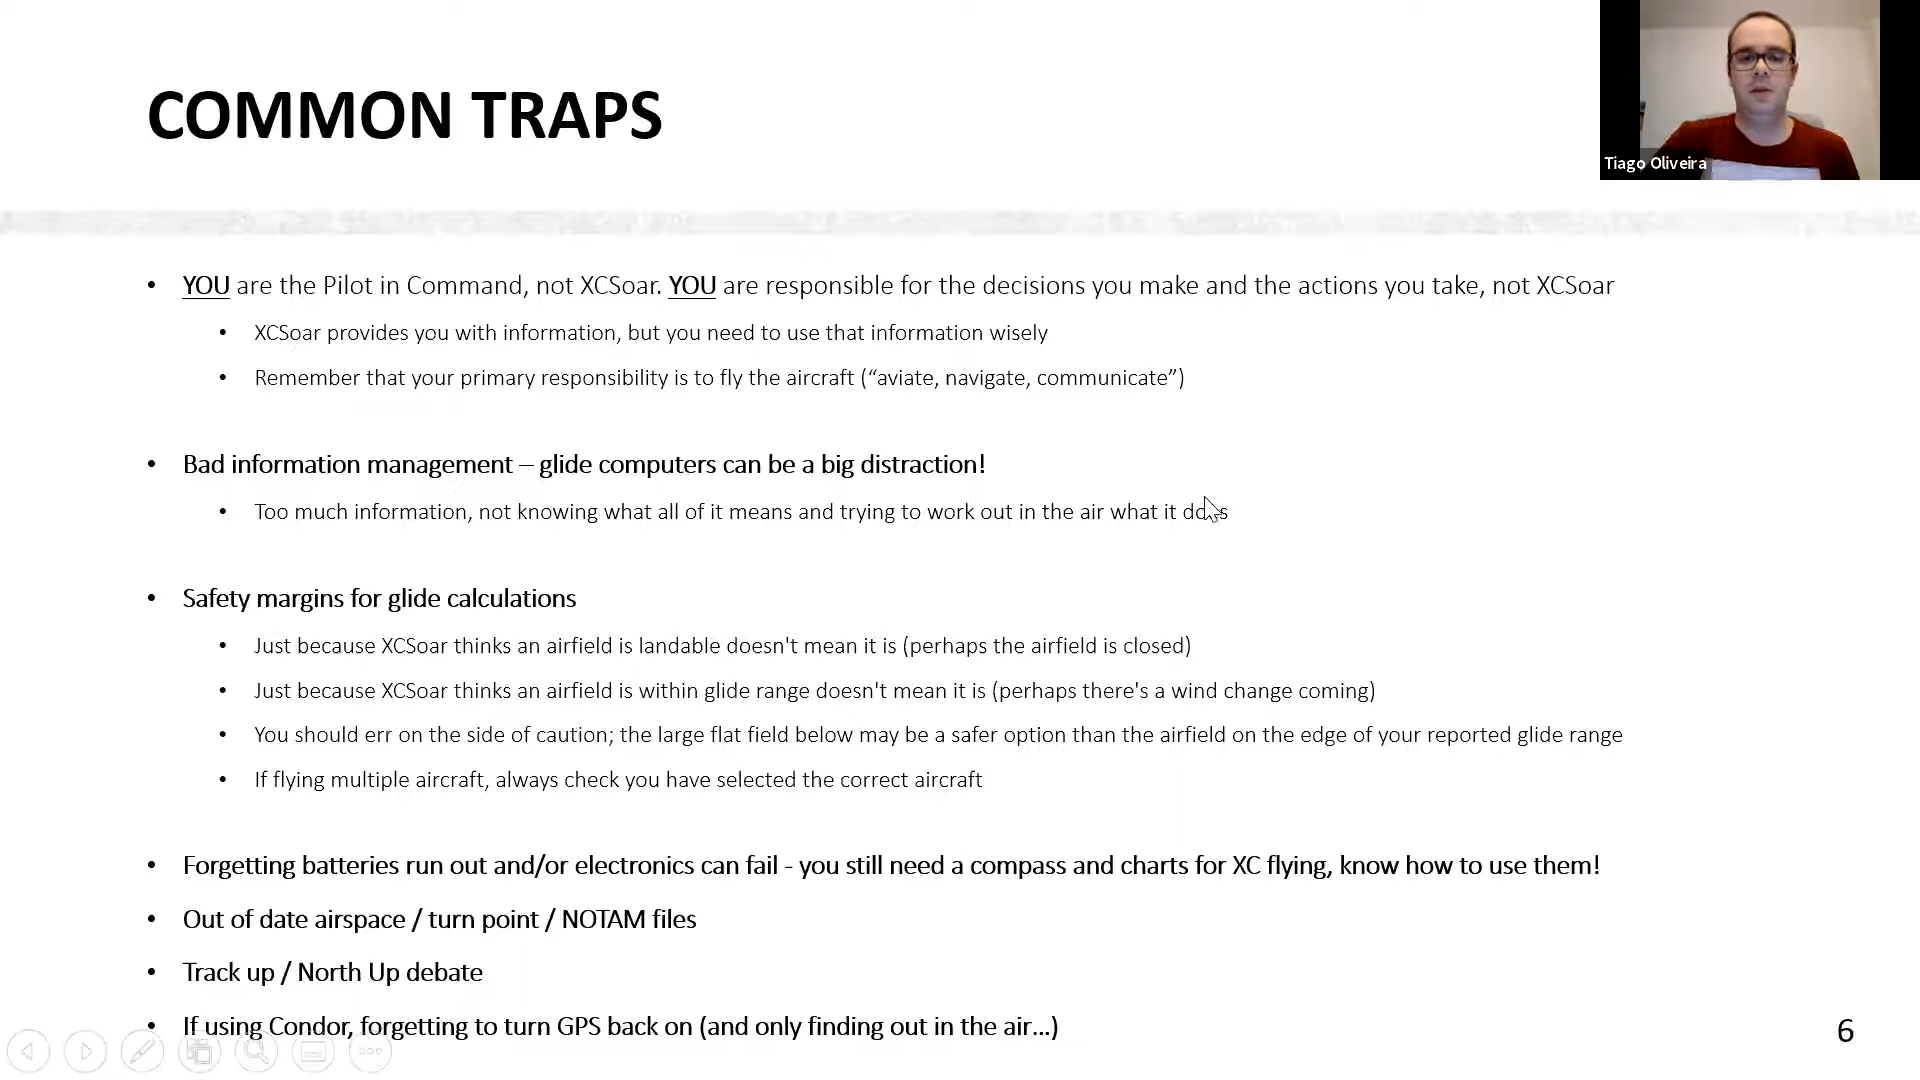 COMMON TRAPS
Tiago Oliveira
• YOU are the Pilot in Command, not XCSoar. YOU are responsible for the decisions you make and the actions you take, not XCSoar
• XCSoar provides you with information, but you need to use that information wisely
• Remember that your primary responsibility is to fly the aircraft (“aviate, navigate, communicate”)
• Bad information management – glide computers can be a big distraction!
• Too much information, not knowing what all of it means and trying to work out in the air what it does
• Safety margins for glide calculations
• Just because XCSoar thinks an airfield is landable doesn't mean it is (perhaps the airfield is closed)
• Just because XCSoar thinks an airfield is within glide range doesn't mean it is (perhaps there's a wind change coming)
• You should err on the side of caution; the large flat field below may be a safer option than the airfield on the edge of your reported glide range
• If flying multiple aircraft, always check you have selected the correct aircraft
• Forgetting batteries run out and/or electronics can fail - you still need a compass and charts for XC flying, know how to use them!
• Out of date airspace / turn point / NOTAM files
• Track up / North Up debate
• If using Condor, forgetting to turn GPS back on (and only finding out in the air…)
6